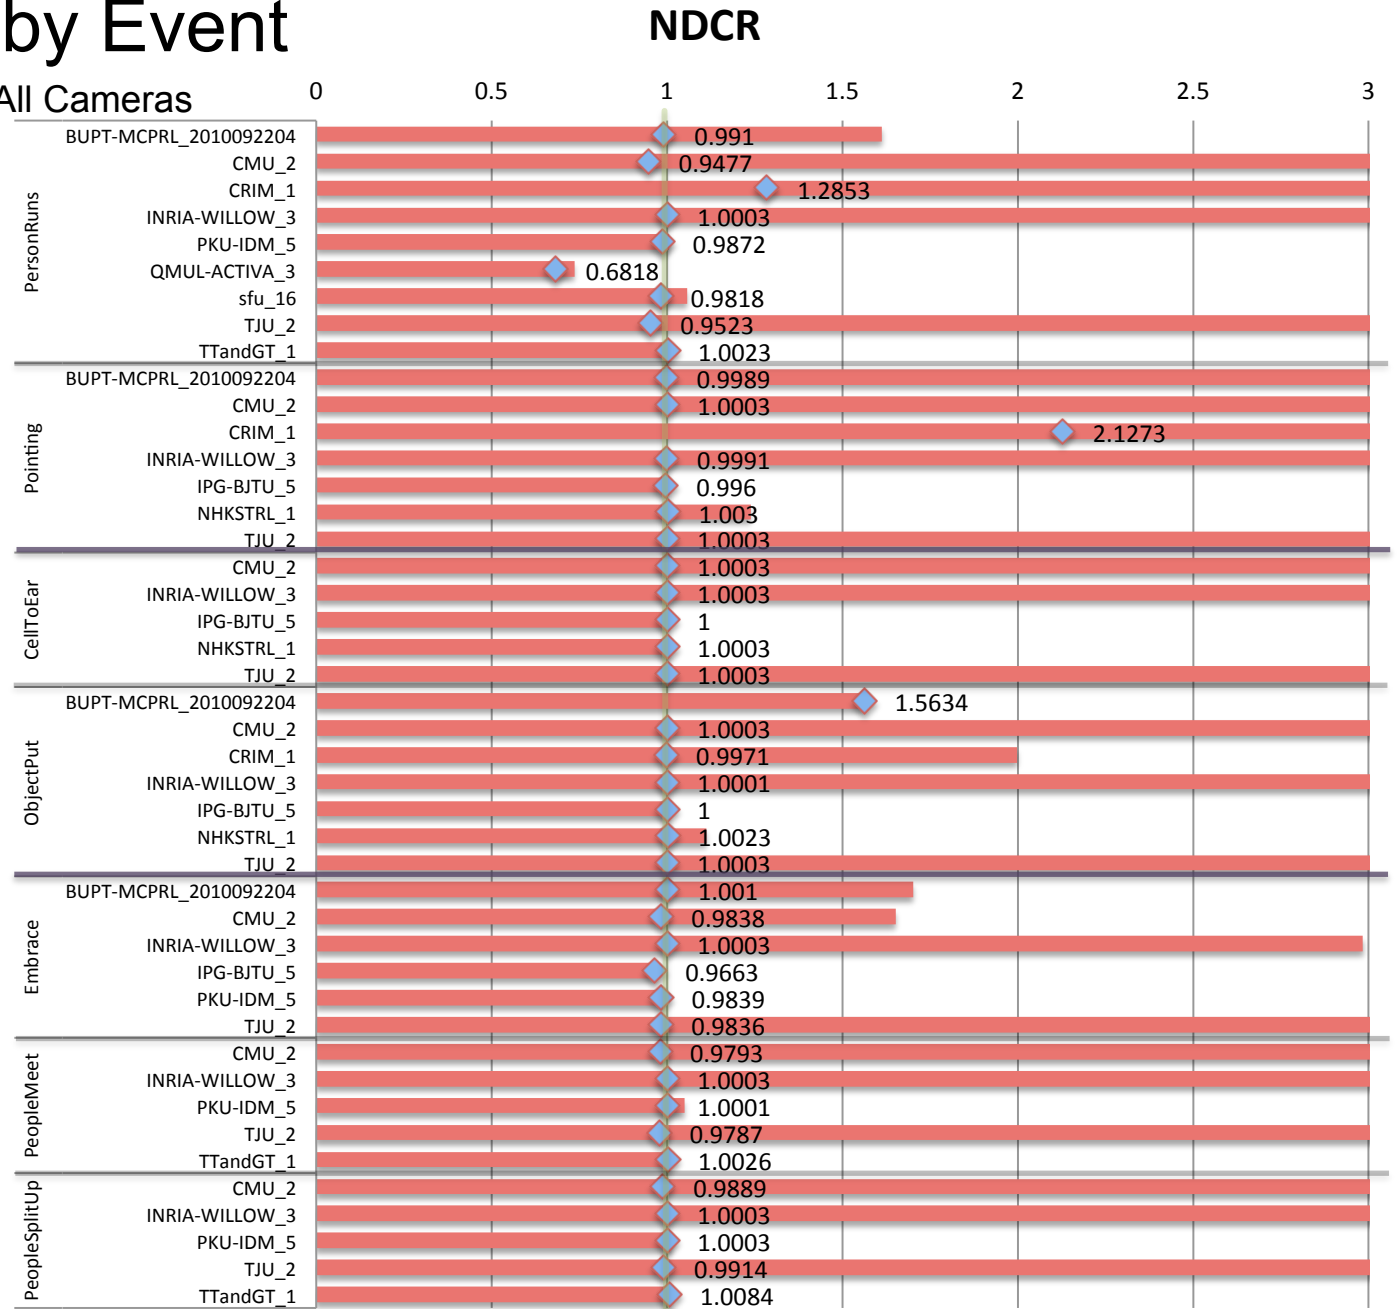 by Event
NDCR
All Cameras
0 0.5 1 1.5 2 2.5 3
PersonRuns
BUPT-MCPRL_2010092204 0.991
CMU_2 0.9477
CRIM_1 1.2853
INRIA-WILLOW_3 1.0003
PKU-IDM_5 0.9872
QMUL-ACTIVA_3 0.6818
sfu_16 0.9818
TJU_2 0.9523
TTandGT_1 1.0023
Pointing
BUPT-MCPRL_2010092204 0.9989
CMU_2 1.0003
CRIM_1 2.1273
INRIA-WILLOW_3 0.9991
IPG-BJTU_5 0.996
NHKSTRL_1 1.003
TJU_2 1.0003
CellToEar
CMU_2 1.0003
INRIA-WILLOW_3 1.0003
IPG-BJTU_5 1
NHKSTRL_1 1.0003
TJU_2 1.0003
ObjectPut
BUPT-MCPRL_2010092204 1.5634
CMU_2 1.0003
CRIM_1 0.9971
INRIA-WILLOW_3 1.0001
IPG-BJTU_5 1
NHKSTRL_1 1.0023
TJU_2 1.0003
Embrace
BUPT-MCPRL_2010092204 1.001
CMU_2 0.9838
INRIA-WILLOW_3 1.0003
IPG-BJTU_5 0.9663
PKU-IDM_5 0.9839
TJU_2 0.9836
PeopleMeet
CMU_2 0.9793
INRIA-WILLOW_3 1.0003
PKU-IDM_5 1.0001
TJU_2 0.9787
TTandGT_1 1.0026
PeopleSplitUp
CMU_2 0.9889
INRIA-WILLOW_3 1.0003
PKU-IDM_5 1.0003
TJU_2 0.9914
TTandGT_1 1.0084